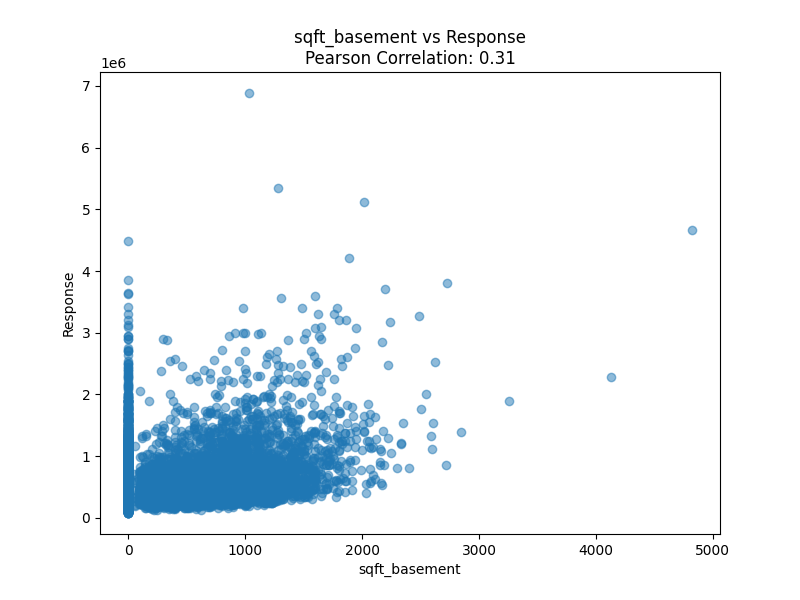 sqft_basement vs Response
Pearson Correlation: 0.31
1e6
7
6
5
4
3
2
1
0
Response
0 1000 2000 3000 4000 5000
sqft_basement